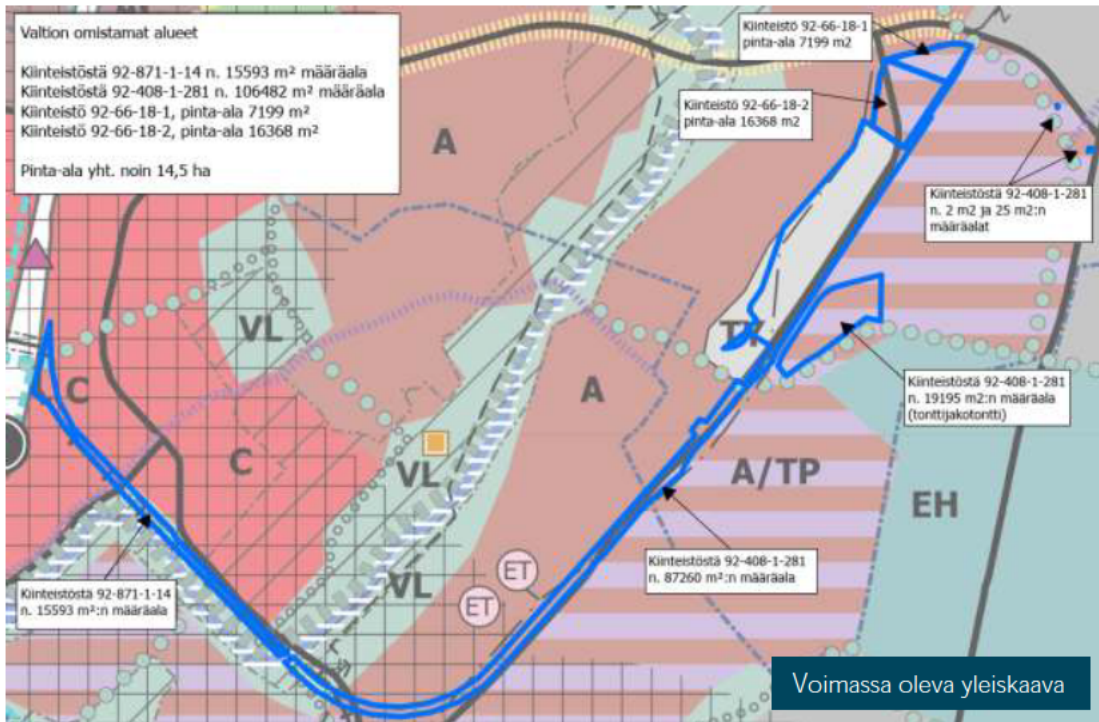 Valtion omistamat alueet
Kiinteistöstä 92-871-1-14 n. 15593 m² määräala
Kiinteistöstä 92-408-1-281 n. 106482 m² määräala
Kiinteistö 92-66-18-1, pinta-ala 7199 m²
Kiinteistö 92-66-18-2, pinta-ala 16368 m²
Pinta-ala yht. noin 14,5 ha
VL
Kiinteistö 92-66-18-1
pinta-ala 7199 m2
Kiinteistö 92-66-18-2
pinta-ala 16368 m2
A
Kiinteistöstä 92-408-1-281
n. 2 m2 ja 25 m2:n
määräalat
VL
TY
C
A
Kiinteistöstä 92-408-1-281
n. 19195 m2:n määräala
(tonttijakotontti)
C
VL
A/TP
EH
VL
ET
ET
Kiinteistöstä 92-408-1-281
n. 87260 m²:n määräala
Kiinteistöstä 92-871-1-14
n. 15593 m²:n määräala
Voimassa oleva yleiskaava